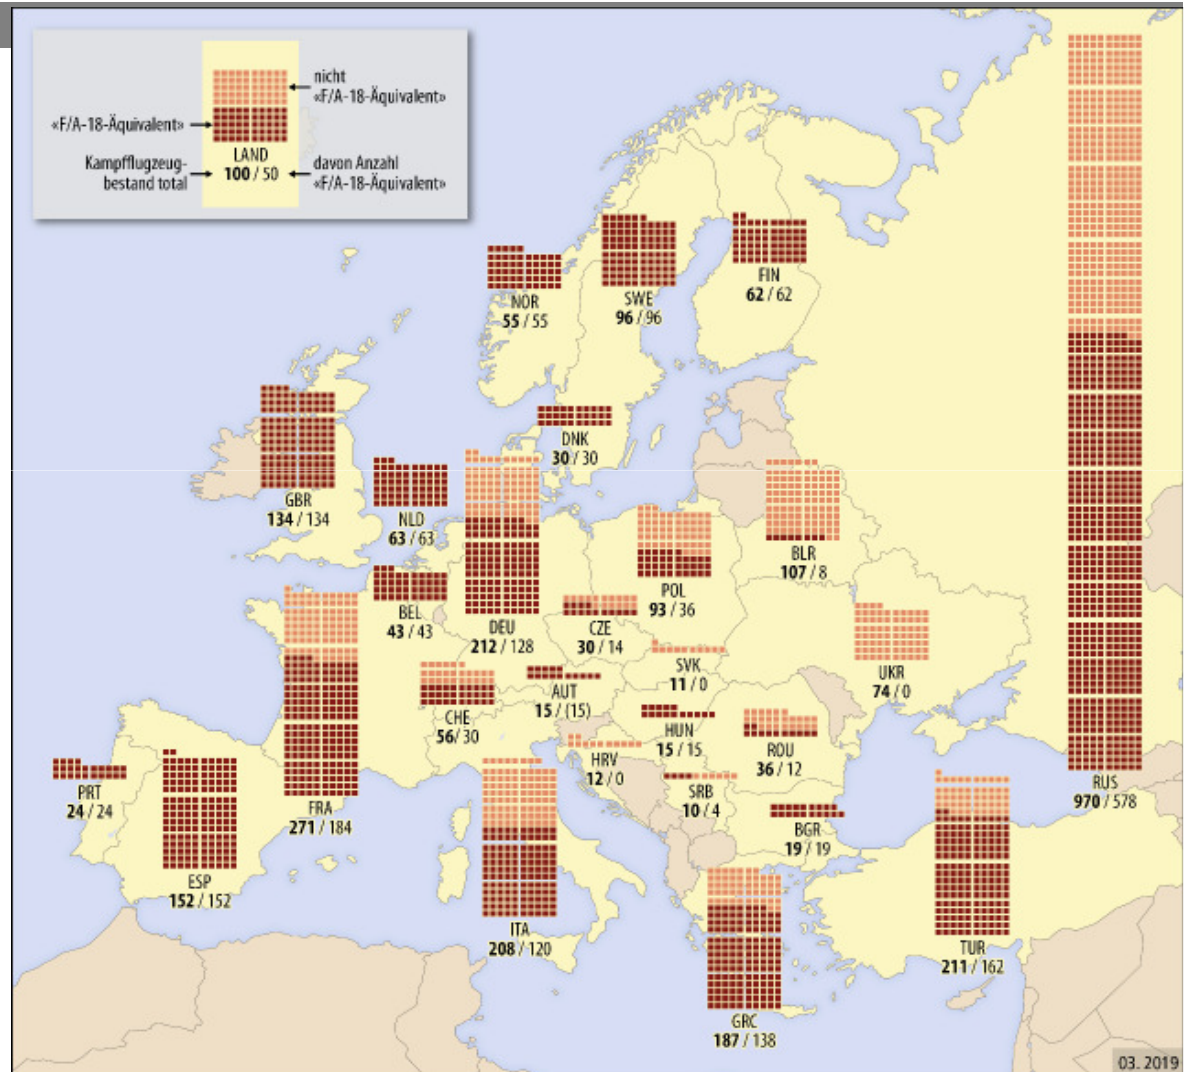 nicht
«F/A-18-Äquivalent»
«F/A-18-Äquivalent»
LAND
100 / 50
Kampfflugzeug-
bestand total
davon Anzahl
«F/A-18-Äquivalent»
NOR
55 / 55
SWE
96 / 96
FIN
62 / 62
DNK
30 / 30
GBR
134 / 134
NLD
63 / 63
BEL
43 / 43
DEU
212 / 128
POL
93 / 36
BLR
107 / 8
CZE
30 / 14
SVK
11 / 0
UKR
74 / 0
AUT
15 / (15)
CHE
56/ 30
HUN
15 / 15
ROU
36 / 12
HRV
12 / 0
SRB
10 / 4
BGR
19 / 19
RUS
970 / 578
PRT
24 / 24
FRA
271 / 184
ESP
152 / 152
ITA
208 / 120
TUR
211 / 162
GRC
187 / 138
03. 2019